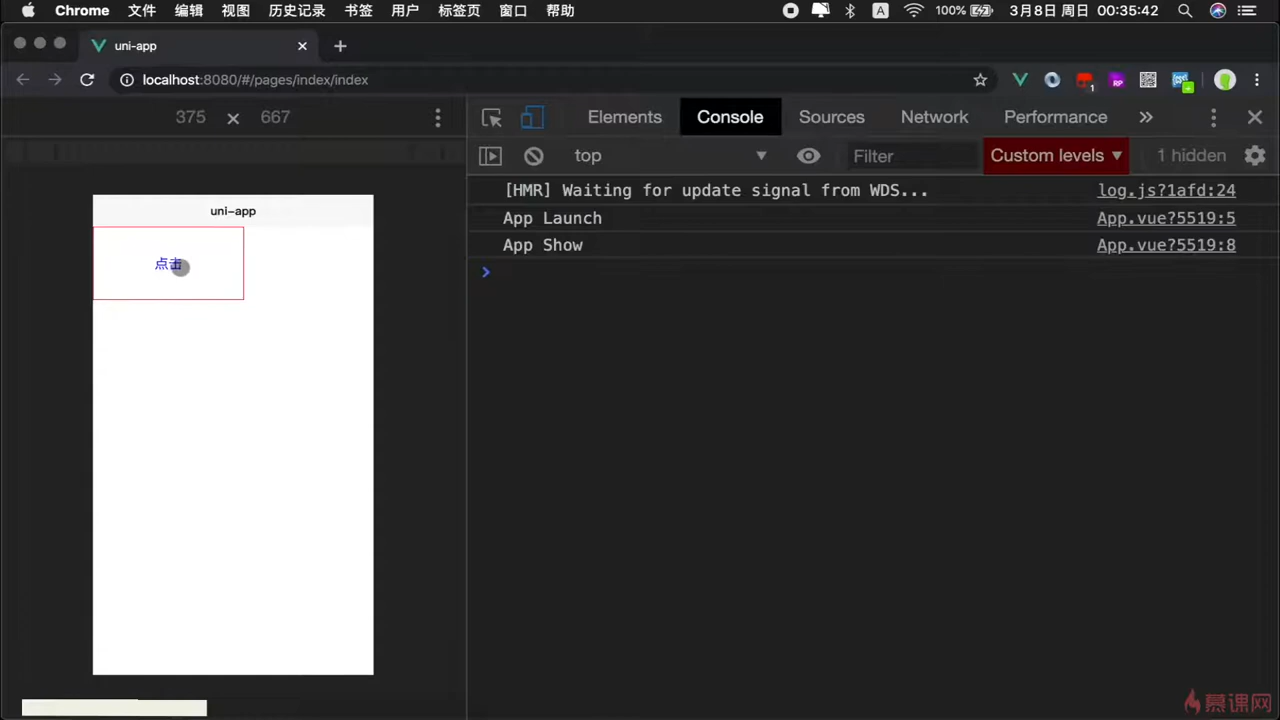 Chrome 文件 编辑 视图 历史记录 书签 用户 标签页 窗口 帮助 A 100% 3月8日 周日 00:35:42
uni-app
localhost:8080/#/pages/index/index 1 RP
375 × 667 Elements Console Sources Network Performance »
top Filter Custom levels ▼ 1 hidden
[HMR] Waiting for update signal from WDS... log.js?1afd:24
App Launch App.vue?5519:5
App Show App.vue?5519:8
uni-app
点击
慕课网